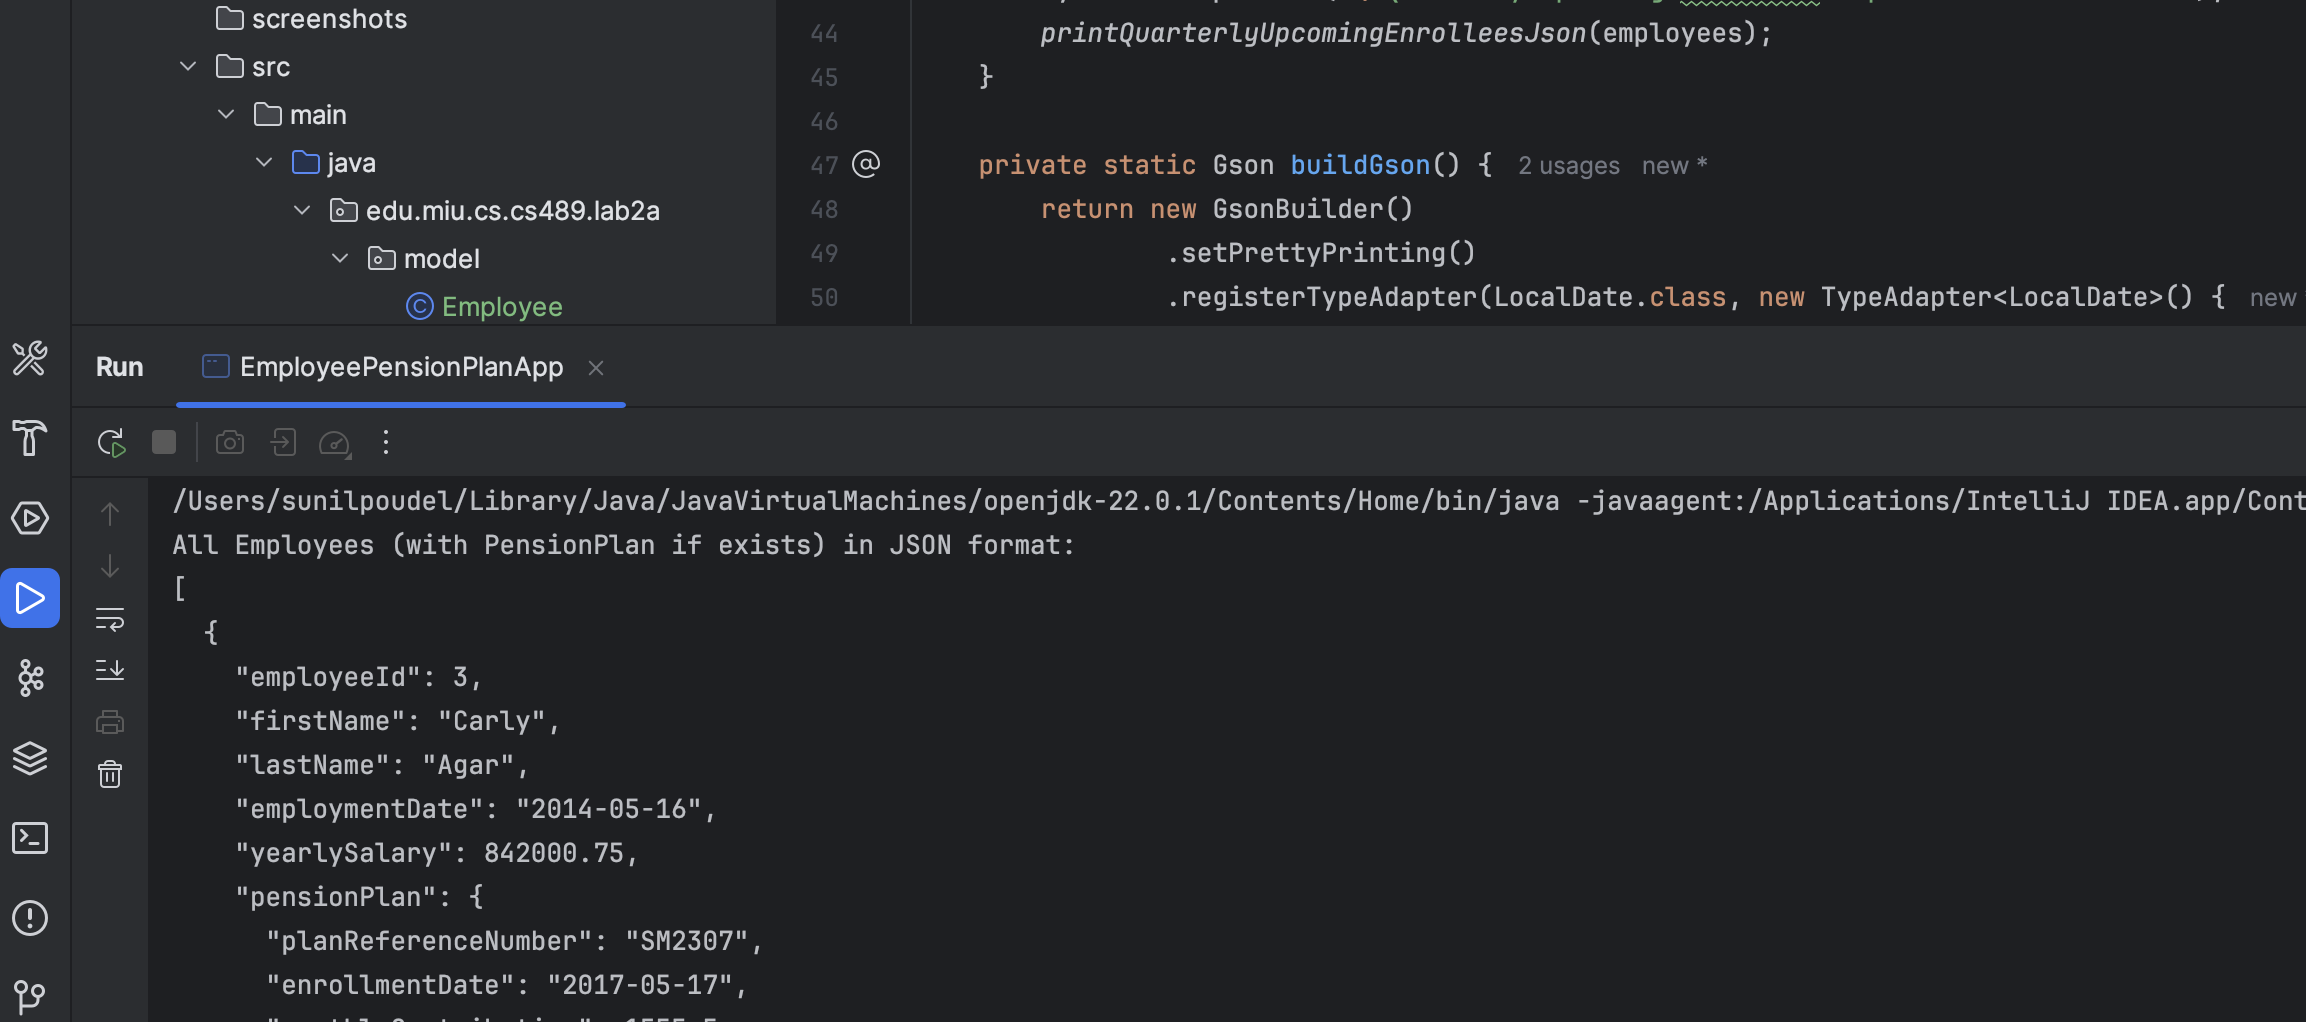 screenshots
src
main
java
edu.miu.cs.cs489.lab2a
model
Employee
44 printQuarterlyUpcomingEnrolleesJson(employees);
45 }
46
47 private static Gson buildGson() { 2 usages new *
48 return new GsonBuilder()
49 .setPrettyPrinting()
50 .registerTypeAdapter(LocalDate.class, new TypeAdapter<LocalDate>() { new
Run EmployeePensionPlanApp
/Users/sunilpoudel/Library/Java/JavaVirtualMachines/openjdk-22.0.1/Contents/Home/bin/java -javaagent:/Applications/IntelliJ IDEA.app/Cont
All Employees (with PensionPlan if exists) in JSON format:
[
{
"employeeId": 3,
"firstName": "Carly",
"lastName": "Agar",
"employmentDate": "2014-05-16",
"yearlySalary": 842000.75,
"pensionPlan": {
"planReferenceNumber": "SM2307",
"enrollmentDate": "2017-05-17",